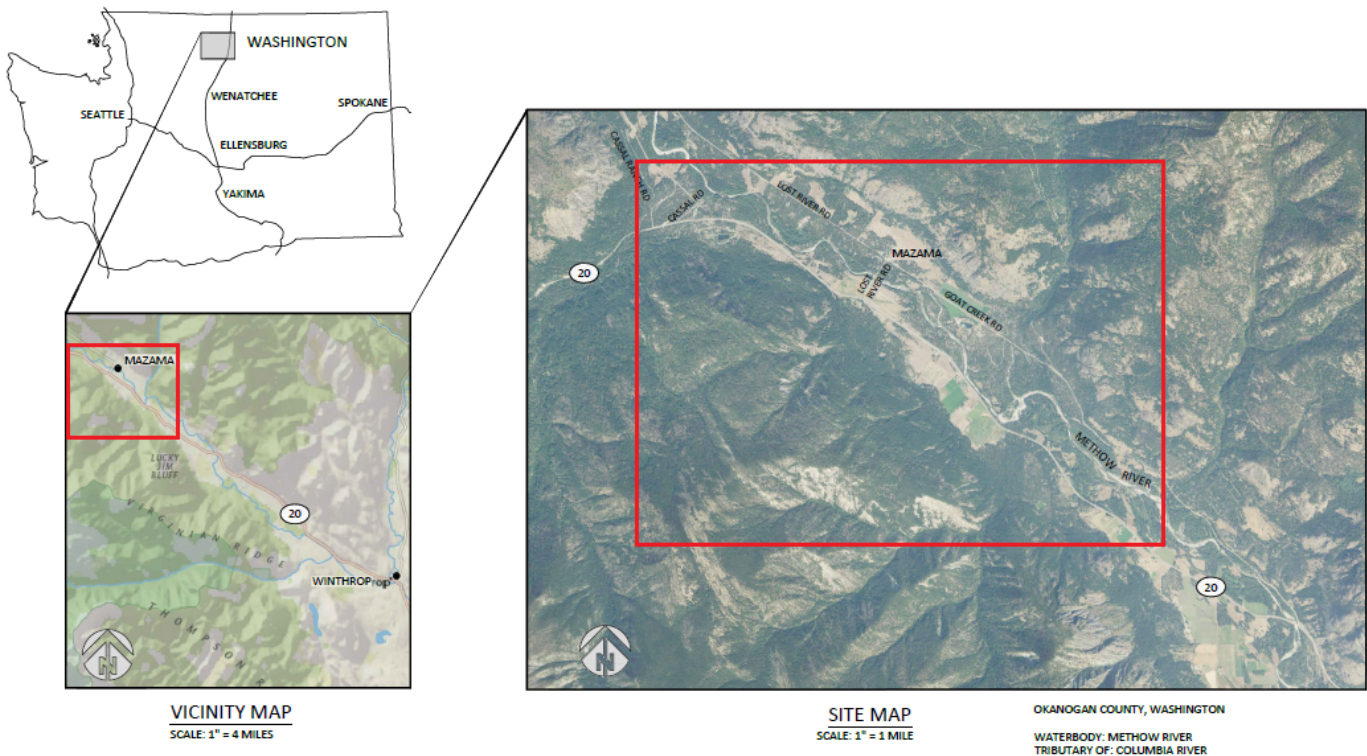 WASHINGTON
WENATCHEE
SEATTLE
SPOKANE
ELLENSBURG
YAKIMA
MAZAMA
LUCKY
JIM
BLUFF
20
VIRGINIAN RIDGE
WINTHROP
THOMPSON R
N
VICINITY MAP
SCALE: 1" = 4 MILES
CASSAL RANCH RD
CASSAL RD
LOST RIVER RD
MAZAMA
20
LOST
RIVER RD
GOAT CREEK RD
METHOW RIVER
20
N
SITE MAP
SCALE: 1" = 1 MILE
OKANOGAN COUNTY, WASHINGTON
WATERBODY: METHOW RIVER
TRIBUTARY OF: COLUMBIA RIVER